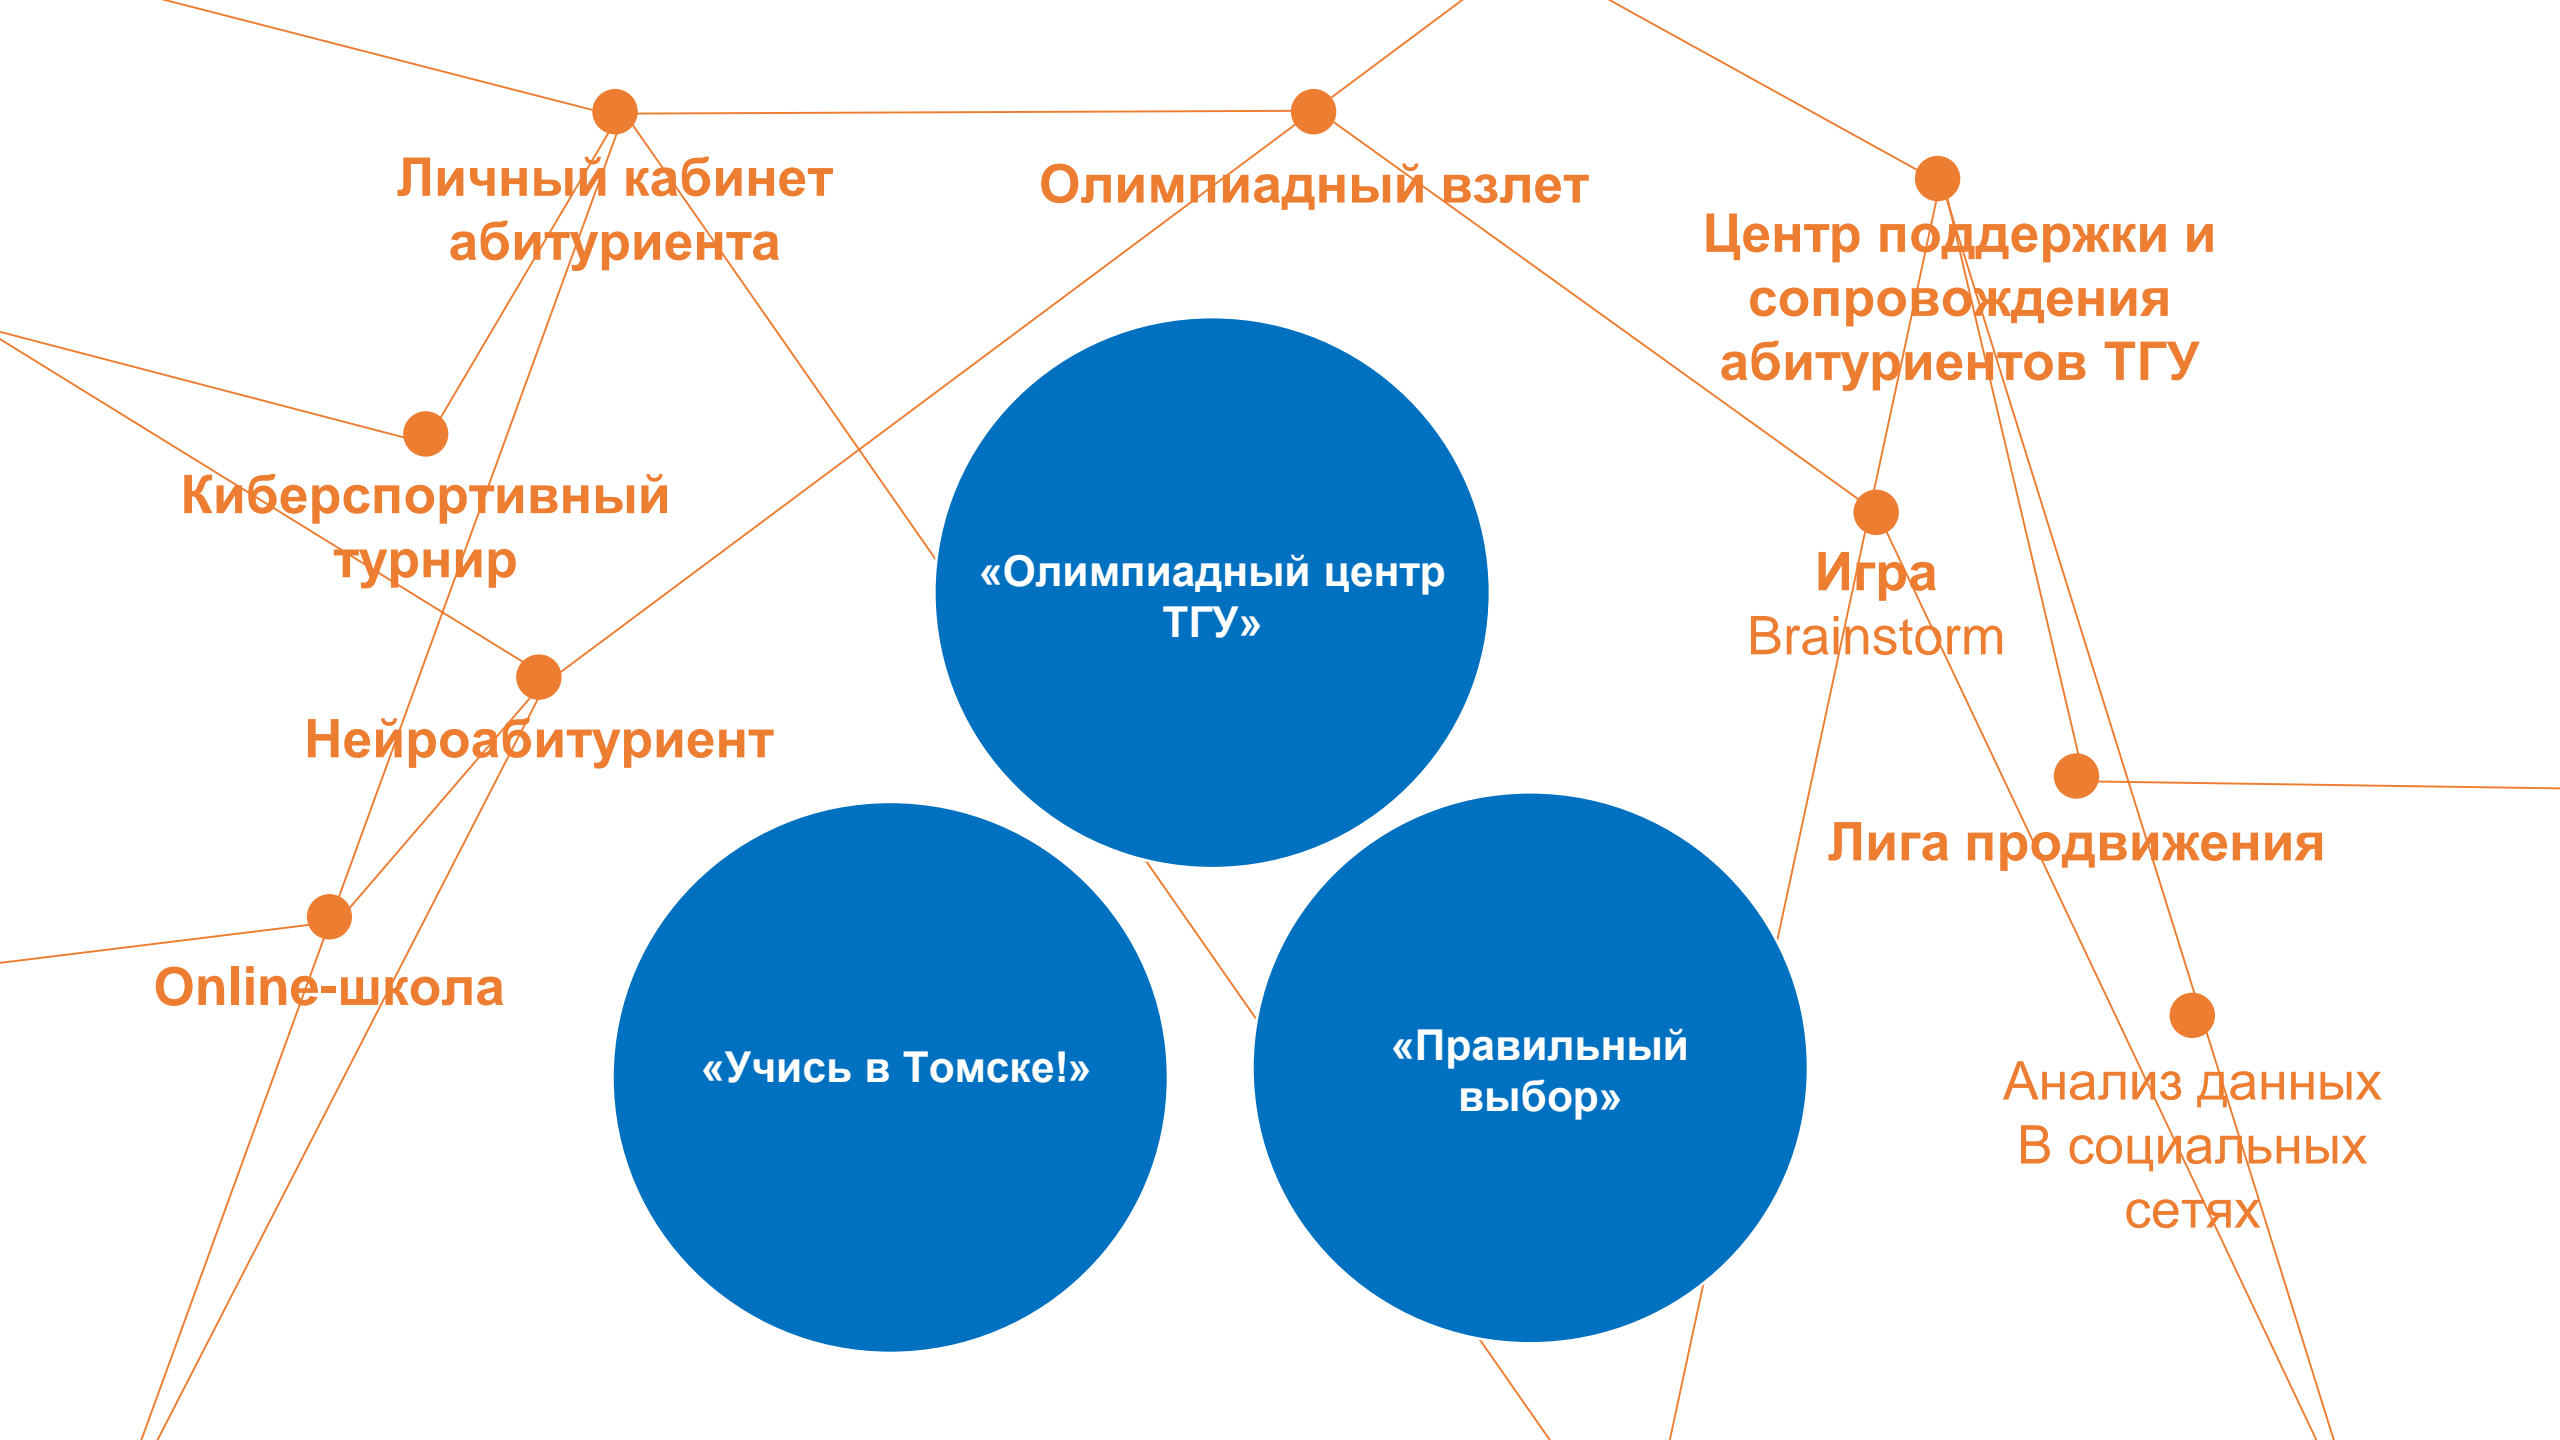 Личный кабинет
абитуриента
Олимпиадный взлет
Центр поддержки и
сопровождения
абитуриентов ТГУ
Киберспортивный
турнир
«Олимпиадный центр
ТГУ»
Игра
Brainstorm
Нейроабитуриент
Лига продвижения
Online-школа
«Учись в Томске!»
«Правильный
выбор»
Анализ данных
В социальных
сетях